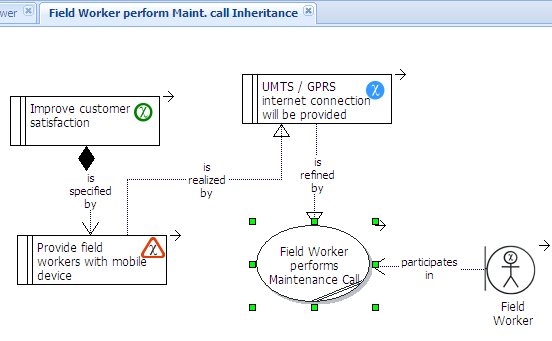 wer
Field Worker perform Maint. call Inheritance
UMTS / GPRS
internet connection
will be provided
Improve customer
satisfaction
is
realized
by
is
refined
by
is
specified
by
Provide field
workers with mobile
device
Field Worker
performs
Maintenance Call
participates
in
Field
Worker